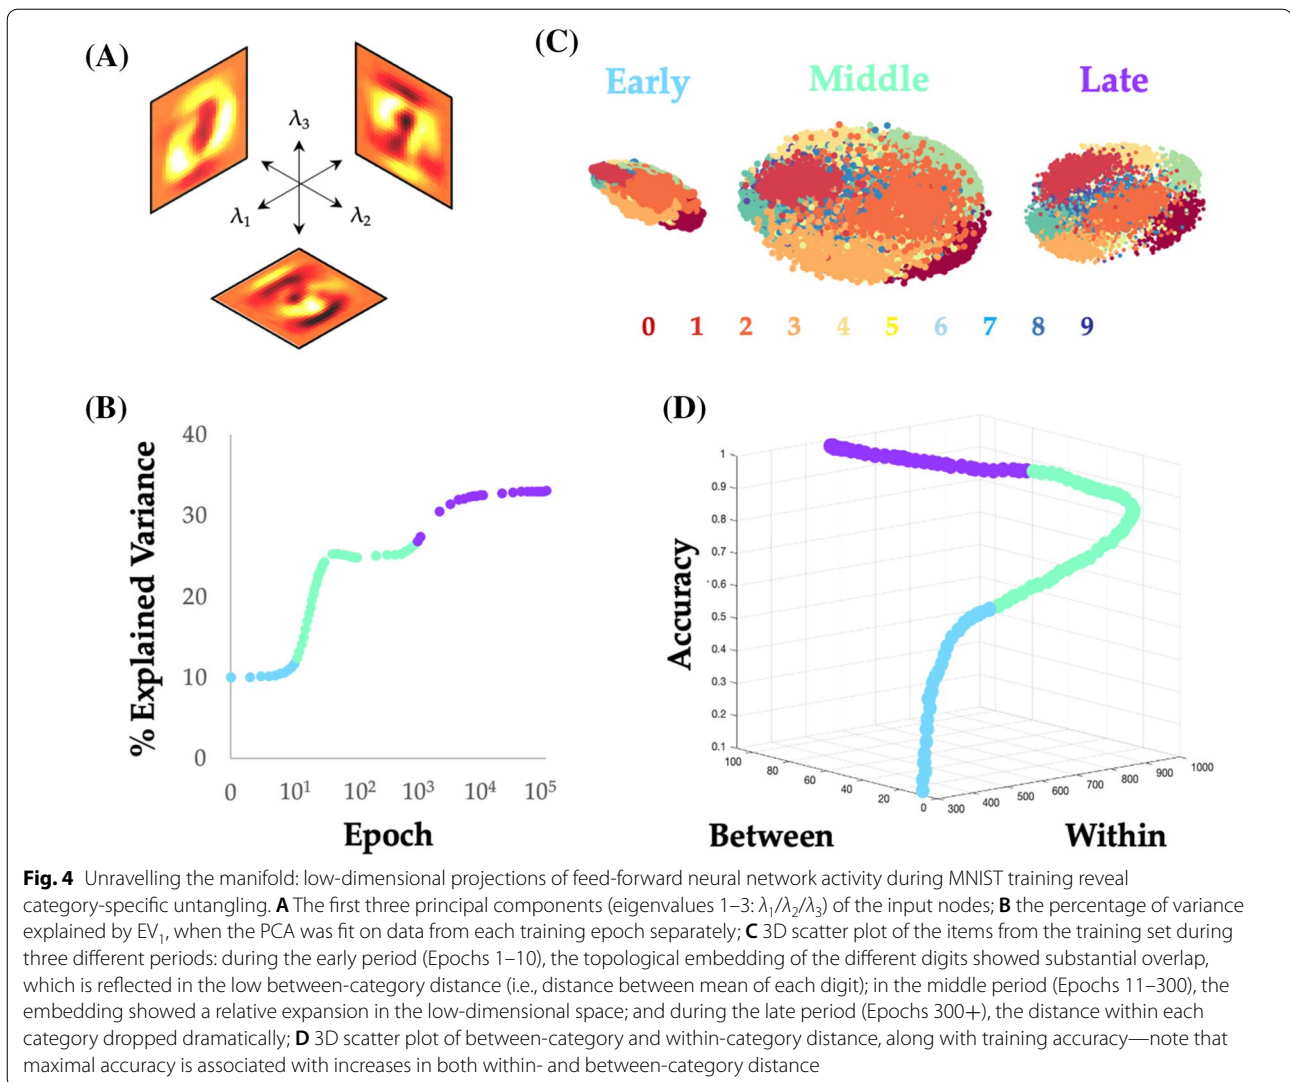 (A)
λ3
λ1
λ2
(C)
Early
Middle
Late
0 1 2 3 4 5 6 7 8 9
(B)
% Explained Variance
40
30
20
10
0
0 10¹ 10² 10³ 10⁴ 10⁵
Epoch
(D)
Accuracy
1
0.9
0.8
0.7
0.6
0.5
0.4
0.3
0.2
0.1
100 80 60 40 20 0
300 400 500 600 700 800 900 1000
Between
Within
Fig. 4 Unravelling the manifold: low-dimensional projections of feed-forward neural network activity during MNIST training reveal
category-specific untangling. A The first three principal components (eigenvalues 1–3: λ1/λ2/λ3) of the input nodes; B the percentage of variance
explained by EV1, when the PCA was fit on data from each training epoch separately; C 3D scatter plot of the items from the training set during
three different periods: during the early period (Epochs 1–10), the topological embedding of the different digits showed substantial overlap,
which is reflected in the low between-category distance (i.e., distance between mean of each digit); in the middle period (Epochs 11–300), the
embedding showed a relative expansion in the low-dimensional space; and during the late period (Epochs 300+), the distance within each
category dropped dramatically; D 3D scatter plot of between-category and within-category distance, along with training accuracy—note that
maximal accuracy is associated with increases in both within- and between-category distance